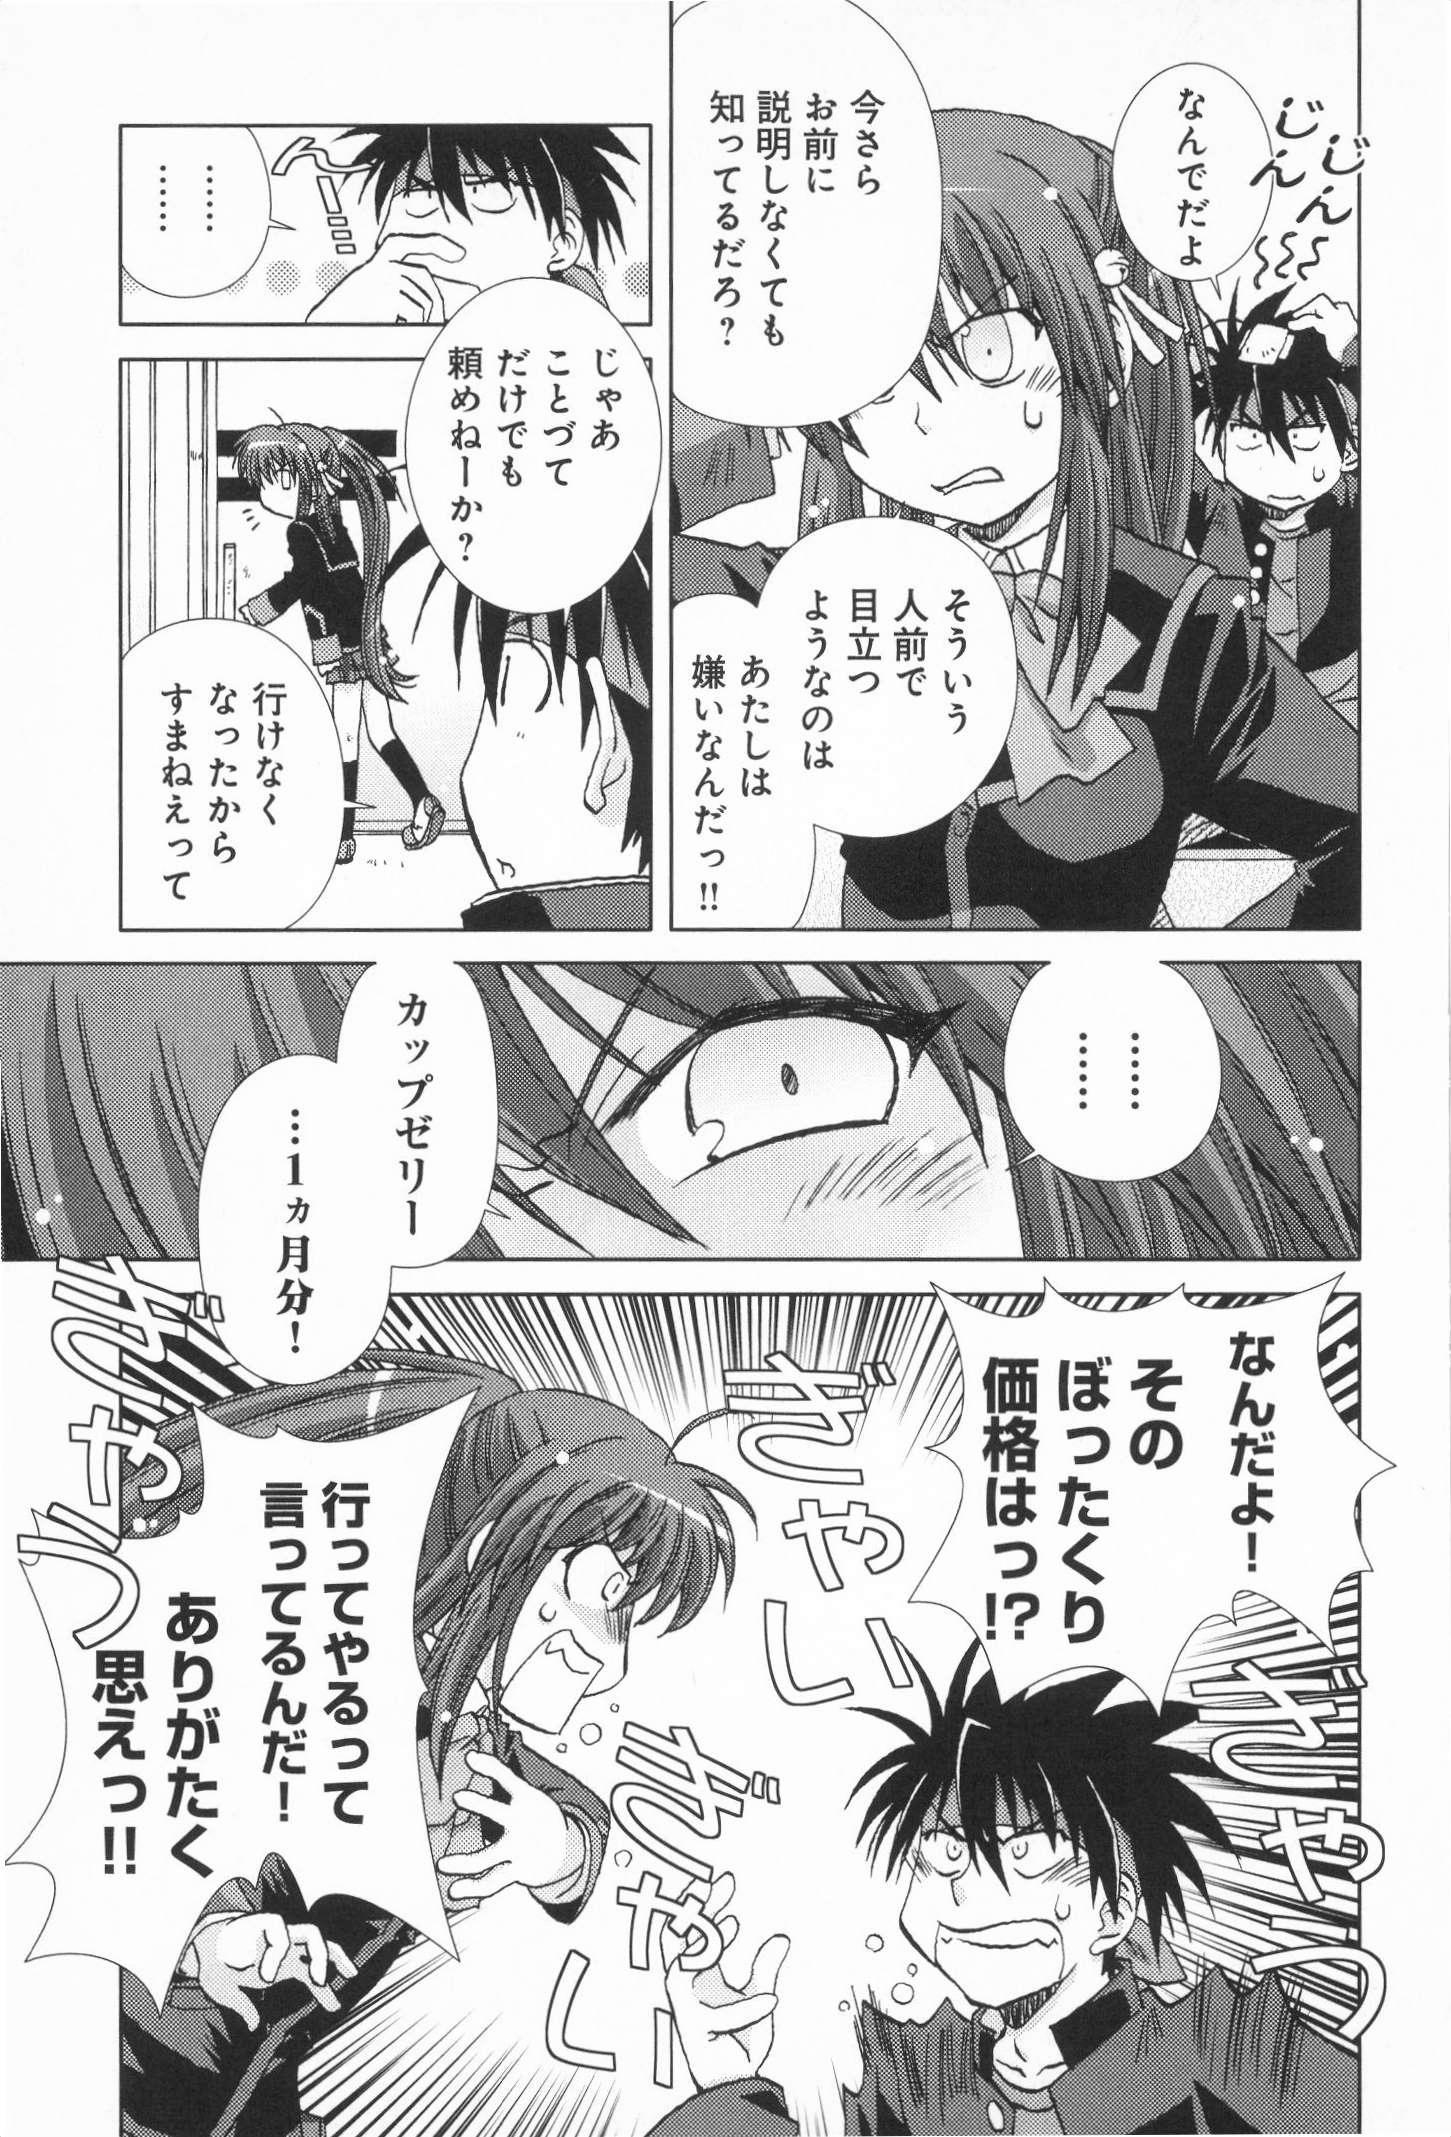 なんでだよ
じん
じん
今さら
お前に
説明しなくても
知ってるだろ?
そういう
人前で
目立つ
ようなのは
あたしは
嫌いなんだっ!!
んー…
……
……
じゃあ
ことづて
だけでも
頼めねーか?
行けなく
なったから
すまねえって
……
……
カップゼリー
…1ヵ月分!
なんだよ!
その
ぼったくり
価格はっ!?
行ってやるって
言ってるんだ!
ありがたく
思えっ!!
ぎゃう
ぎゃいー
ぎゃう
ぎゃいー